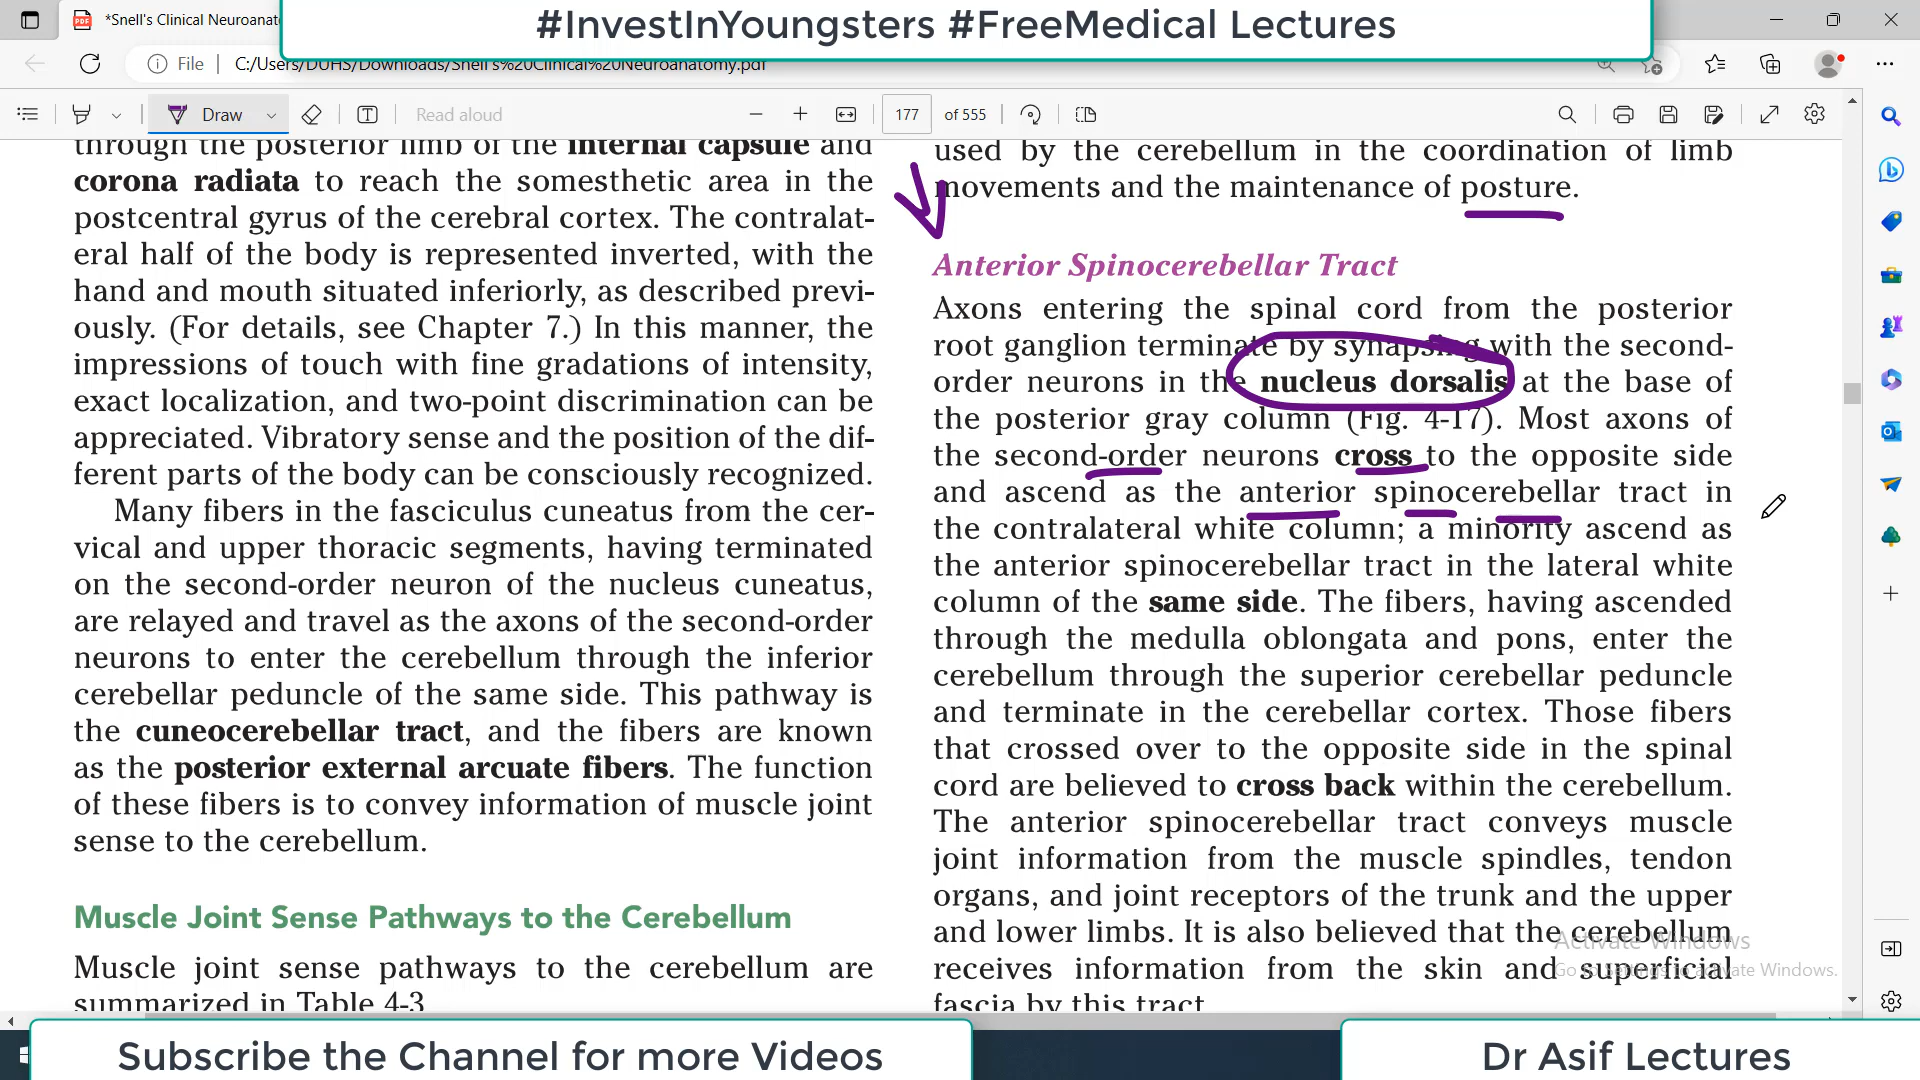 #InvestInYoungsters #FreeMedical Lectures
*Snell's Clinical Neuroanato
File
C:/Users/DUHS/Downloads/Snell's%20Clinical%20Neuroanatomy.pdf
Draw
Read aloud
177
of 555
through the posterior limb of the internal capsule and
corona radiata to reach the somesthetic area in the
postcentral gyrus of the cerebral cortex. The contralat-
eral half of the body is represented inverted, with the
hand and mouth situated inferiorly, as described previ-
ously. (For details, see Chapter 7.) In this manner, the
impressions of touch with fine gradations of intensity,
exact localization, and two-point discrimination can be
appreciated. Vibratory sense and the position of the dif-
ferent parts of the body can be consciously recognized.
Many fibers in the fasciculus cuneatus from the cer-
vical and upper thoracic segments, having terminated
on the second-order neuron of the nucleus cuneatus,
are relayed and travel as the axons of the second-order
neurons to enter the cerebellum through the inferior
cerebellar peduncle of the same side. This pathway is
the cuneocerebellar tract, and the fibers are known
as the posterior external arcuate fibers. The function
of these fibers is to convey information of muscle joint
sense to the cerebellum.
Muscle Joint Sense Pathways to the Cerebellum
Muscle joint sense pathways to the cerebellum are
summarized in Table 4-3
used by the cerebellum in the coordination of limb
movements and the maintenance of posture.
Anterior Spinocerebellar Tract
Axons entering the spinal cord from the posterior
root ganglion terminate by synapsing with the second-
order neurons in the nucleus dorsalis at the base of
the posterior gray column (Fig. 4-17). Most axons of
the second-order neurons cross to the opposite side
and ascend as the anterior spinocerebellar tract in
the contralateral white column; a minority ascend as
the anterior spinocerebellar tract in the lateral white
column of the same side. The fibers, having ascended
through the medulla oblongata and pons, enter the
cerebellum through the superior cerebellar peduncle
and terminate in the cerebellar cortex. Those fibers
that crossed over to the opposite side in the spinal
cord are believed to cross back within the cerebellum.
The anterior spinocerebellar tract conveys muscle
joint information from the muscle spindles, tendon
organs, and joint receptors of the trunk and the upper
and lower limbs. It is also believed that the cerebellum
receives information from the skin and superficial
fascia by this tract
Activate Windows
Go to Settings to activate Windows.
Subscribe the Channel for more Videos
Dr Asif Lectures